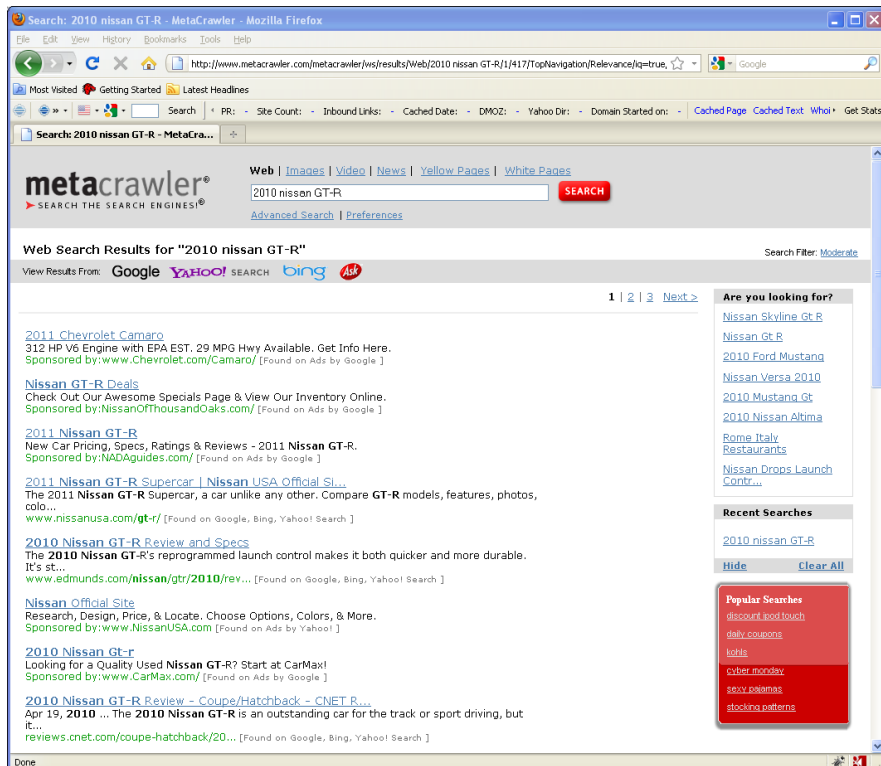 Search: 2010 nissan GT-R - MetaCrawler - Mozilla Firefox
File Edit View History Bookmarks Tools Help
http://www.metacrawler.com/metacrawler/ws/results/Web/2010 nissan GT-R/1/417/TopNavigation/Relevance/iq=true,
Google
Most Visited Getting Started Latest Headlines
Search PR: - Site Count: - Inbound Links: - Cached Date: - DMOZ: - Yahoo Dir: - Domain Started on: - Cached Page Cached Text Whoi Get Stats
Search: 2010 nissan GT-R - MetaCra...
Web | Images | Video | News | Yellow Pages | White Pages
metacrawler®
SEARCH THE SEARCH ENGINES!®
2010 nissan GT-R
SEARCH
Advanced Search | Preferences
Web Search Results for "2010 nissan GT-R"
Search Filter: Moderate
View Results From: Google YAHOO! SEARCH bing Ask
1 | 2 | 3 Next >
2011 Chevrolet Camaro
312 HP V6 Engine with EPA EST. 29 MPG Hwy Available. Get Info Here.
Sponsored by:www.Chevrolet.com/Camaro/ [Found on Ads by Google ]
Nissan GT-R Deals
Check Out Our Awesome Specials Page & View Our Inventory Online.
Sponsored by:NissanOfThousandOaks.com/ [Found on Ads by Google ]
2011 Nissan GT-R
New Car Pricing, Specs, Ratings & Reviews - 2011 Nissan GT-R.
Sponsored by:NADAguides.com/ [Found on Ads by Google ]
2011 Nissan GT-R Supercar | Nissan USA Official Si...
The 2011 Nissan GT-R Supercar, a car unlike any other. Compare GT-R models, features, photos,
colo...
www.nissanusa.com/gt-r/ [Found on Google, Bing, Yahoo! Search ]
2010 Nissan GT-R Review and Specs
The 2010 Nissan GT-R's reprogrammed launch control makes it both quicker and more durable.
It's st...
www.edmunds.com/nissan/gtr/2010/rev... [Found on Google, Bing, Yahoo! Search ]
Nissan Official Site
Research, Design, Price, & Locate. Choose Options, Colors, & More.
Sponsored by:www.NissanUSA.com [Found on Ads by Yahoo! ]
2010 Nissan Gt-r
Looking for a Quality Used Nissan GT-R? Start at CarMax!
Sponsored by:www.CarMax.com/ [Found on Ads by Google ]
2010 Nissan GT-R Review - Coupe/Hatchback - CNET R...
Apr 19, 2010 ... The 2010 Nissan GT-R is an outstanding car for the track or sport driving, but
it...
reviews.cnet.com/coupe-hatchback/20... [Found on Google, Bing, Yahoo! Search ]
Are you looking for?
Nissan Skyline Gt R
Nissan Gt R
2010 Ford Mustang
Nissan Versa 2010
2010 Mustang Gt
2010 Nissan Altima
Rome Italy
Restaurants
Nissan Drops Launch
Contr...
Recent Searches
2010 nissan GT-R
Hide Clear All
Popular Searches
discount ipod touch
daily coupons
kohls
cyber monday
sexy pajamas
stocking patterns
Done